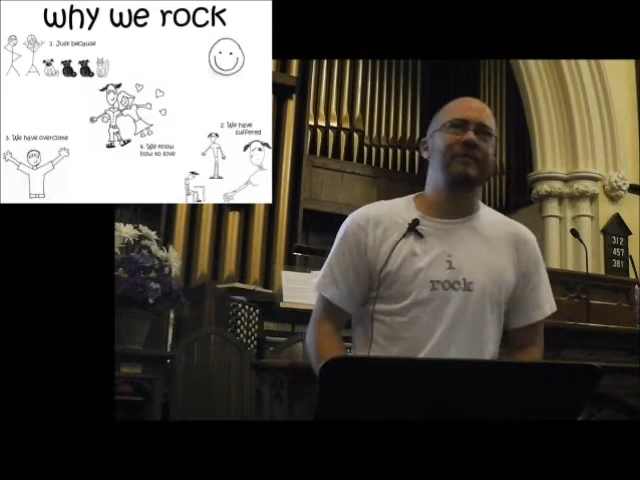 why we rock
1. Just because
3. We have overcome
4. We know
how to love
2. We have
suffered
i
rock
312
457
381